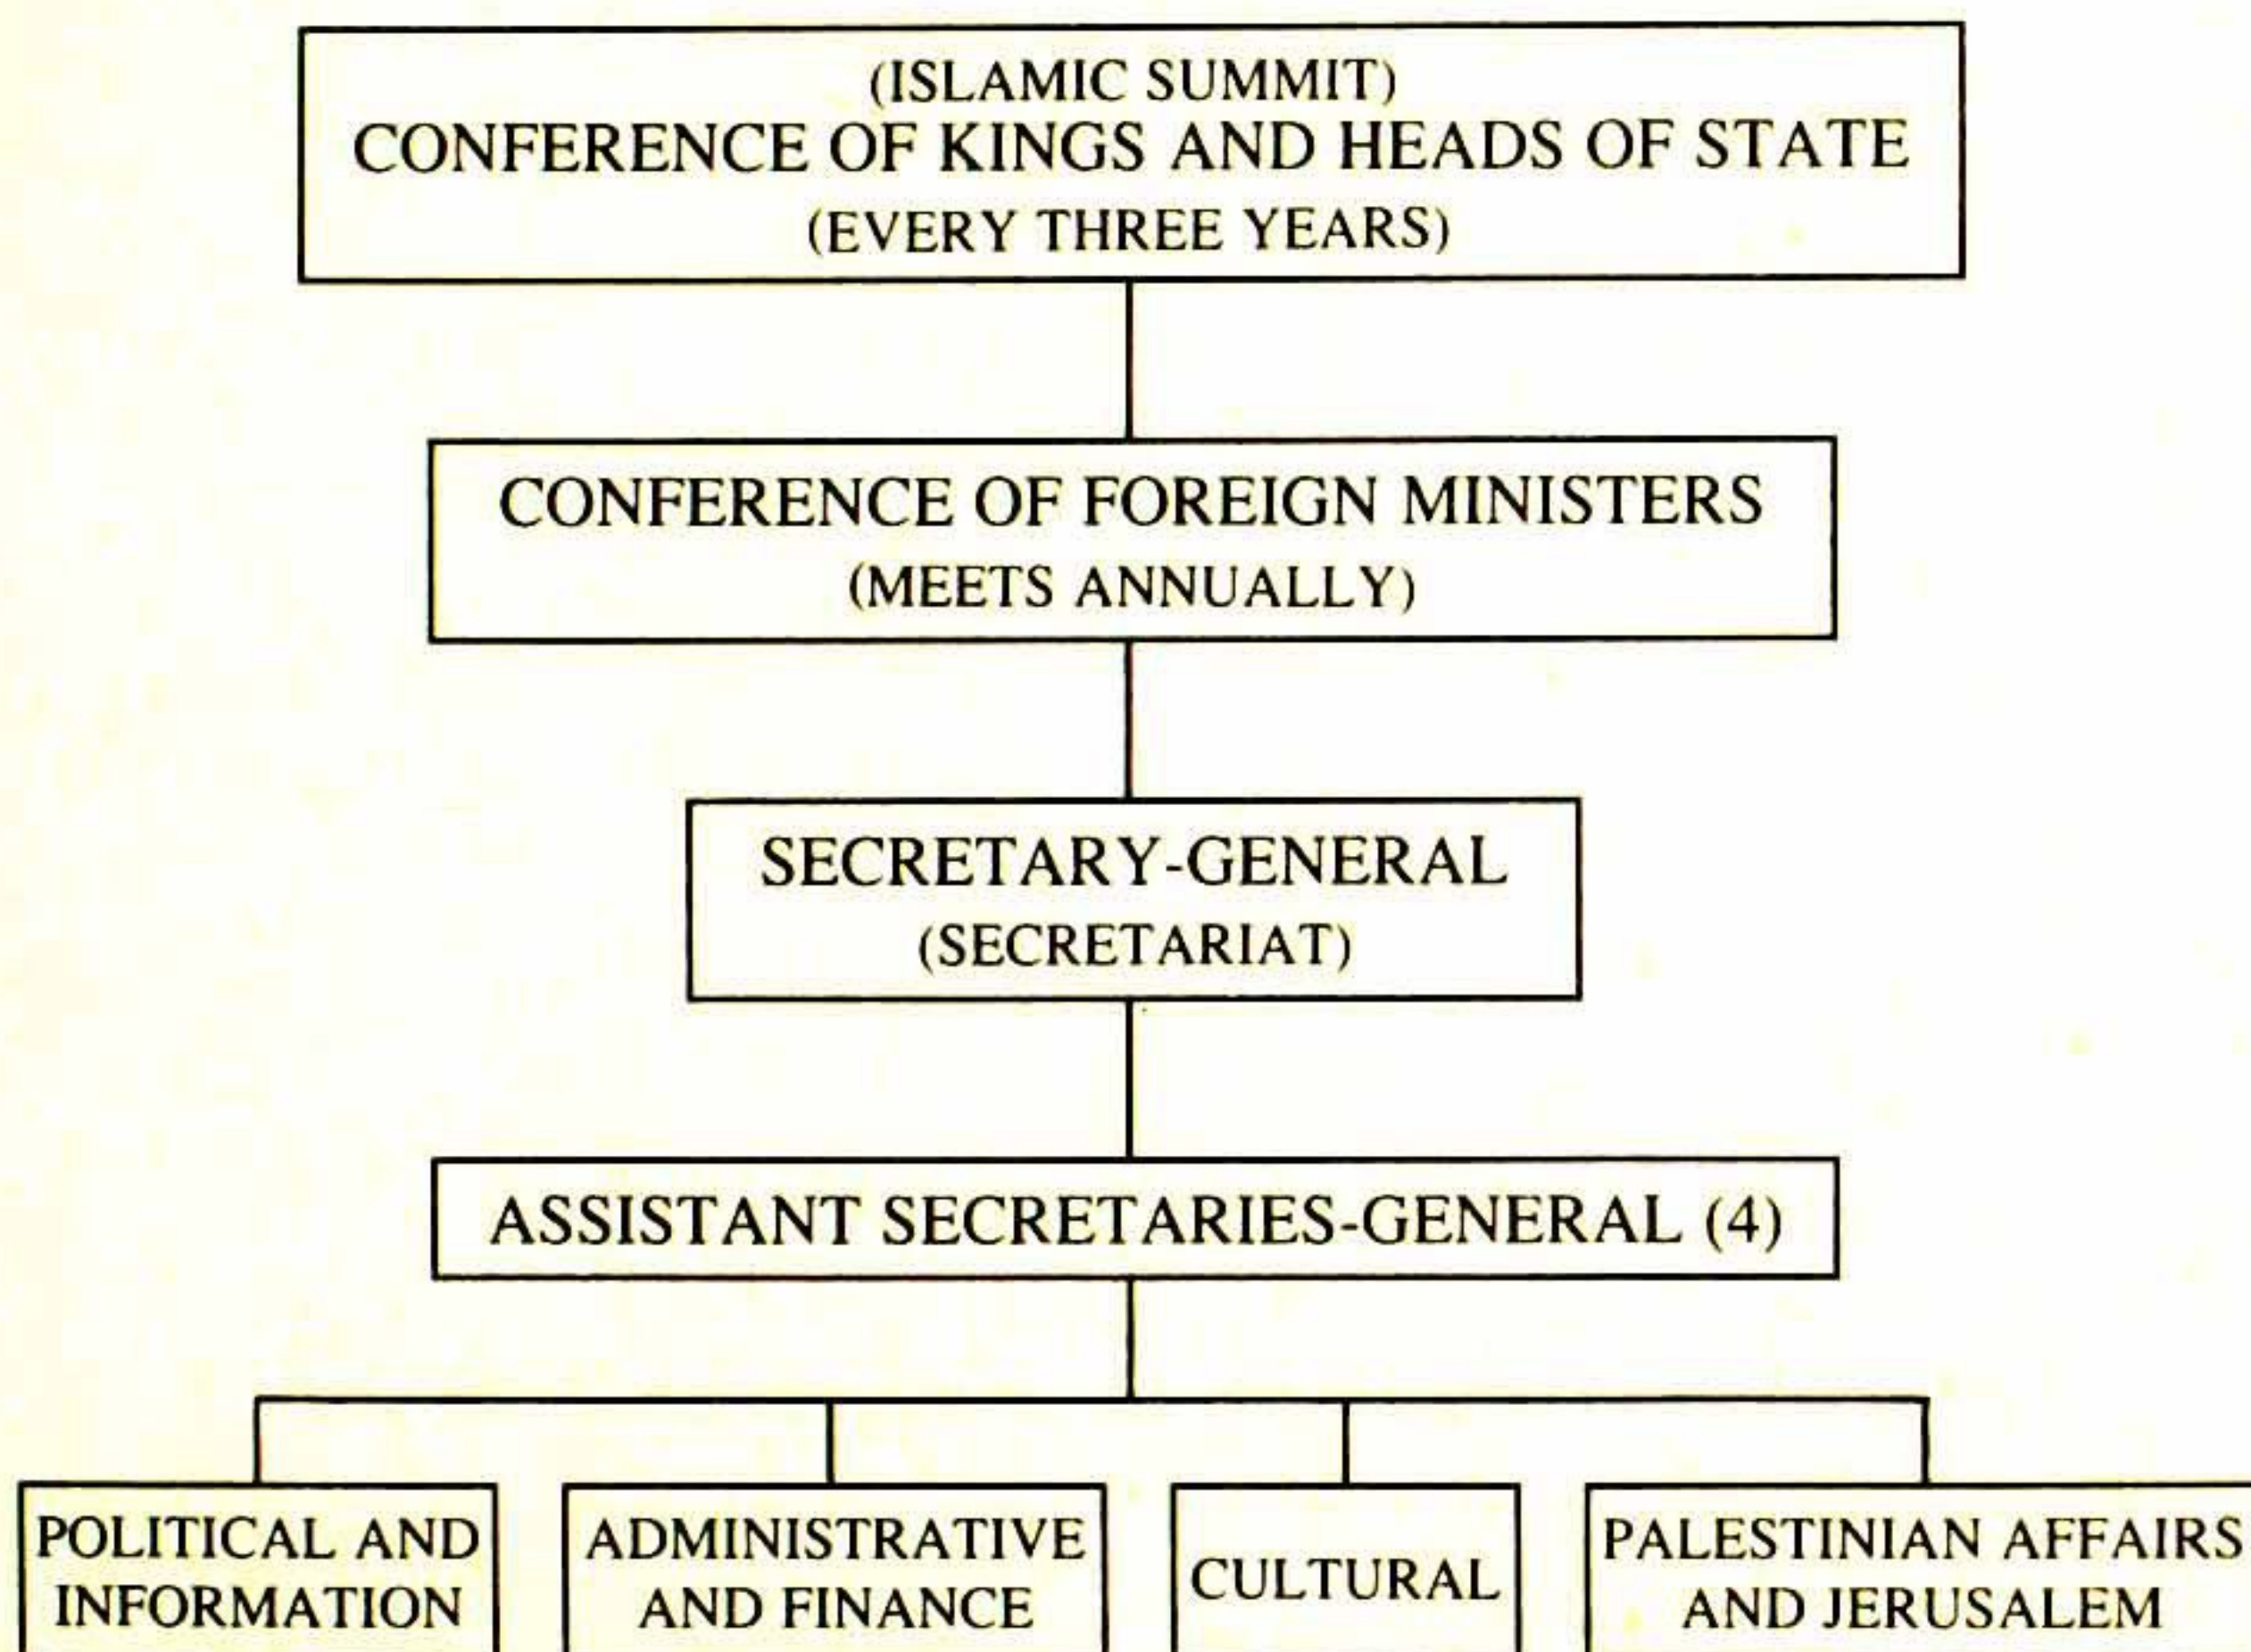 (ISLAMIC SUMMIT)
CONFERENCE OF KINGS AND HEADS OF STATE
(EVERY THREE YEARS)
CONFERENCE OF FOREIGN MINISTERS
(MEETS ANNUALLY)
SECRETARY-GENERAL
(SECRETARIAT)
ASSISTANT SECRETARIES-GENERAL (4)
POLITICAL AND
INFORMATION
ADMINISTRATIVE
AND FINANCE
CULTURAL
PALESTINIAN AFFAIRS
AND JERUSALEM